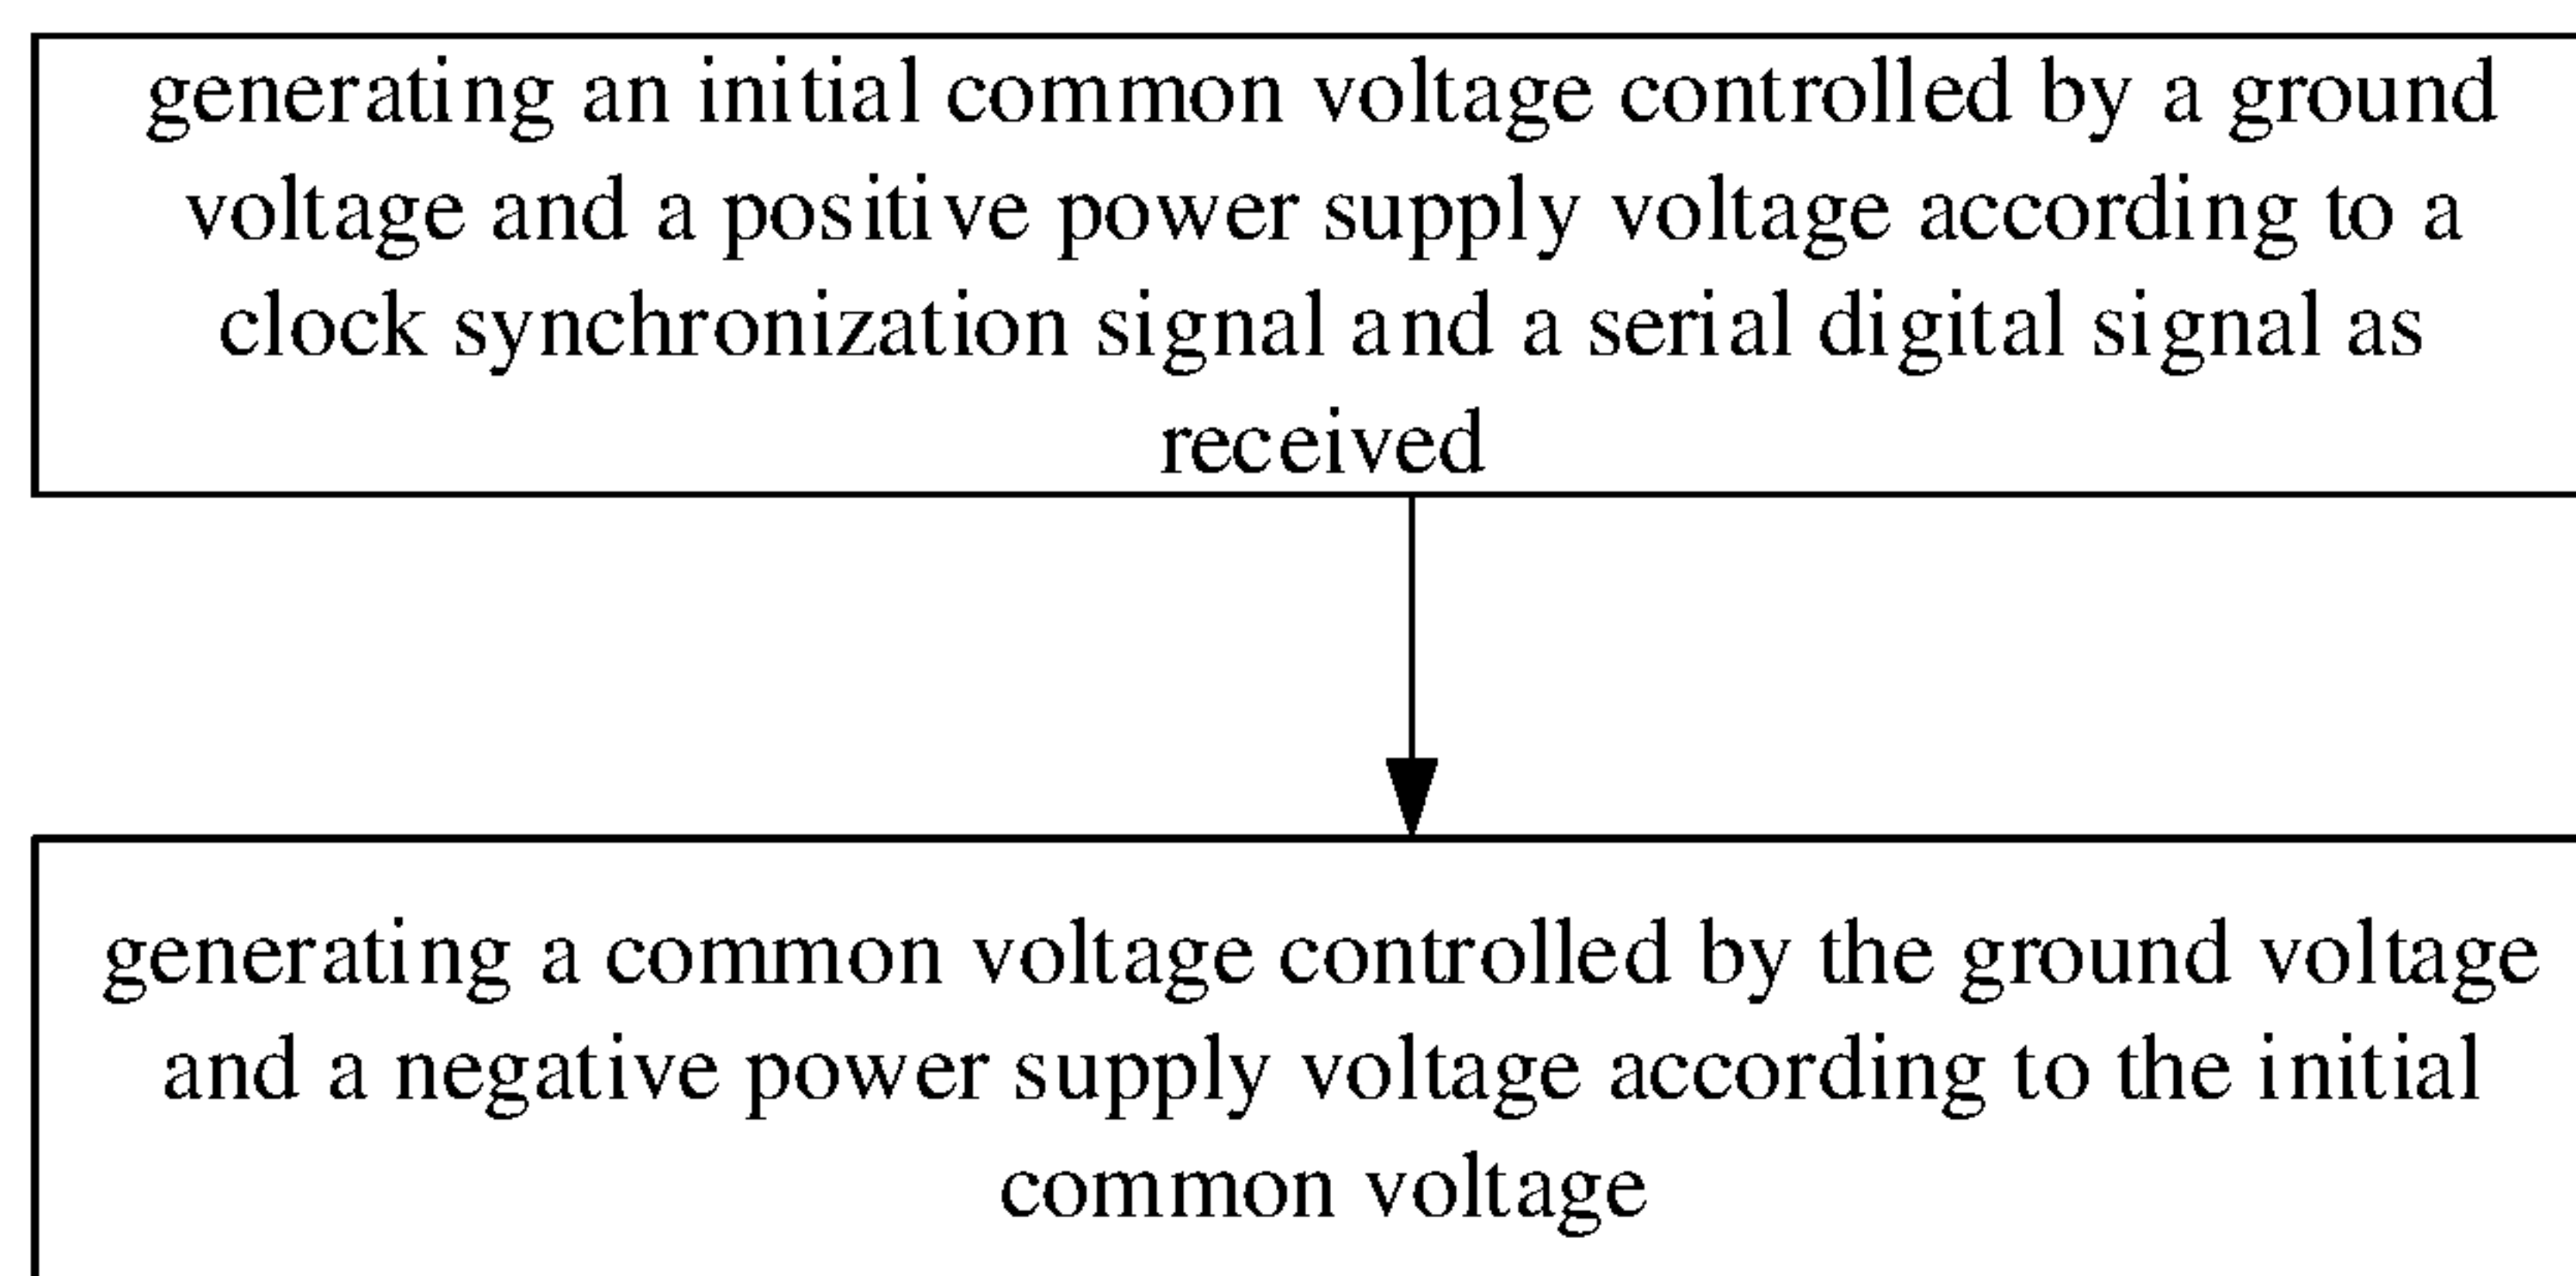 generating an initial common voltage controlled by a ground
voltage and a positive power supply voltage according to a
clock synchronization signal and a serial digital signal as
received
generating a common voltage controlled by the ground voltage
and a negative power supply voltage according to the initial
common voltage